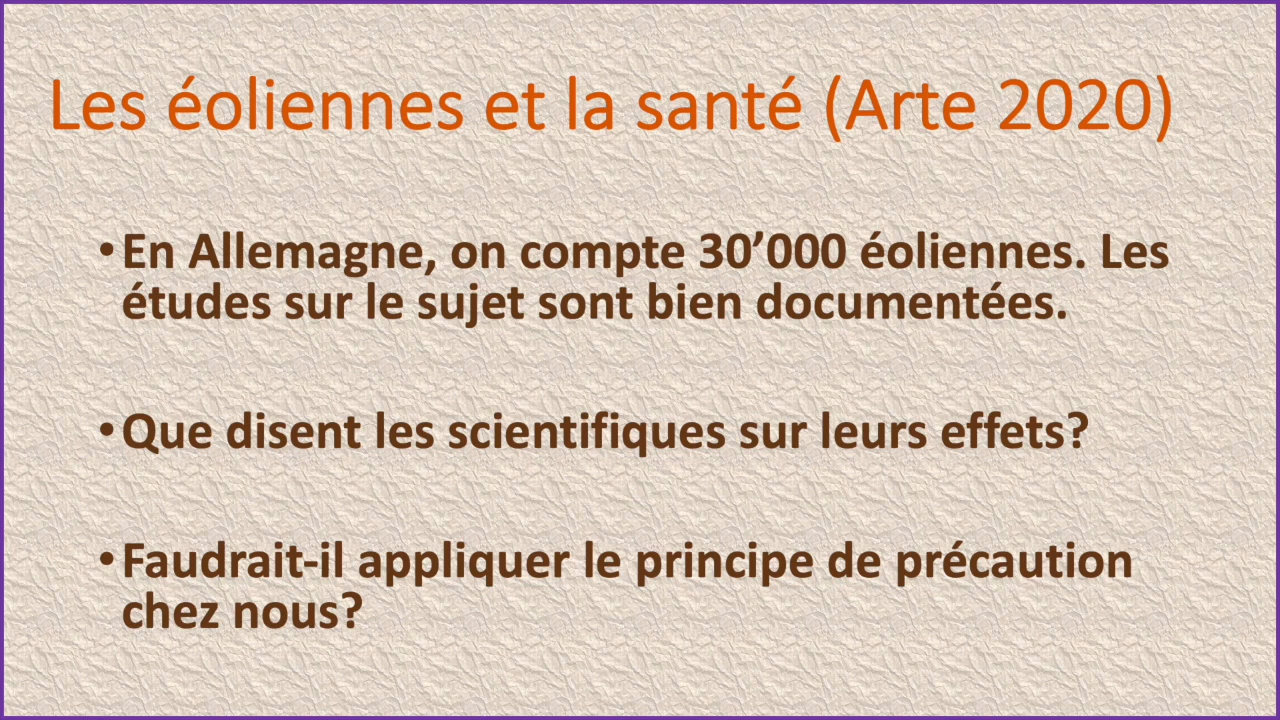 Les éoliennes et la santé (Arte 2020)
•En Allemagne, on compte 30’000 éoliennes. Les
études sur le sujet sont bien documentées.
•Que disent les scientifiques sur leurs effets?
•Faudrait-il appliquer le principe de précaution
chez nous?